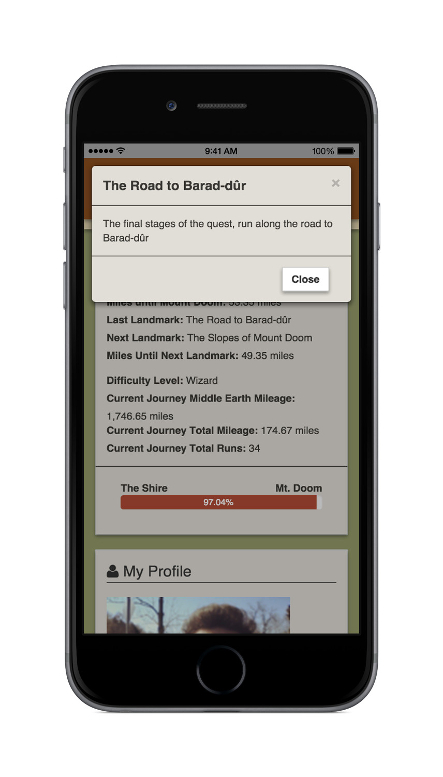 9:41 AM
100%
The Road to Barad-dûr
×
The final stages of the quest, run along the road to
Barad-dûr
Close
Miles until Mount Doom: 53.35 miles
Last Landmark: The Road to Barad-dûr
Next Landmark: The Slopes of Mount Doom
Miles Until Next Landmark: 49.35 miles
Difficulty Level: Wizard
Current Journey Middle Earth Mileage:
1,746.65 miles
Current Journey Total Mileage: 174.67 miles
Current Journey Total Runs: 34
The Shire Mt. Doom
97.04%
My Profile